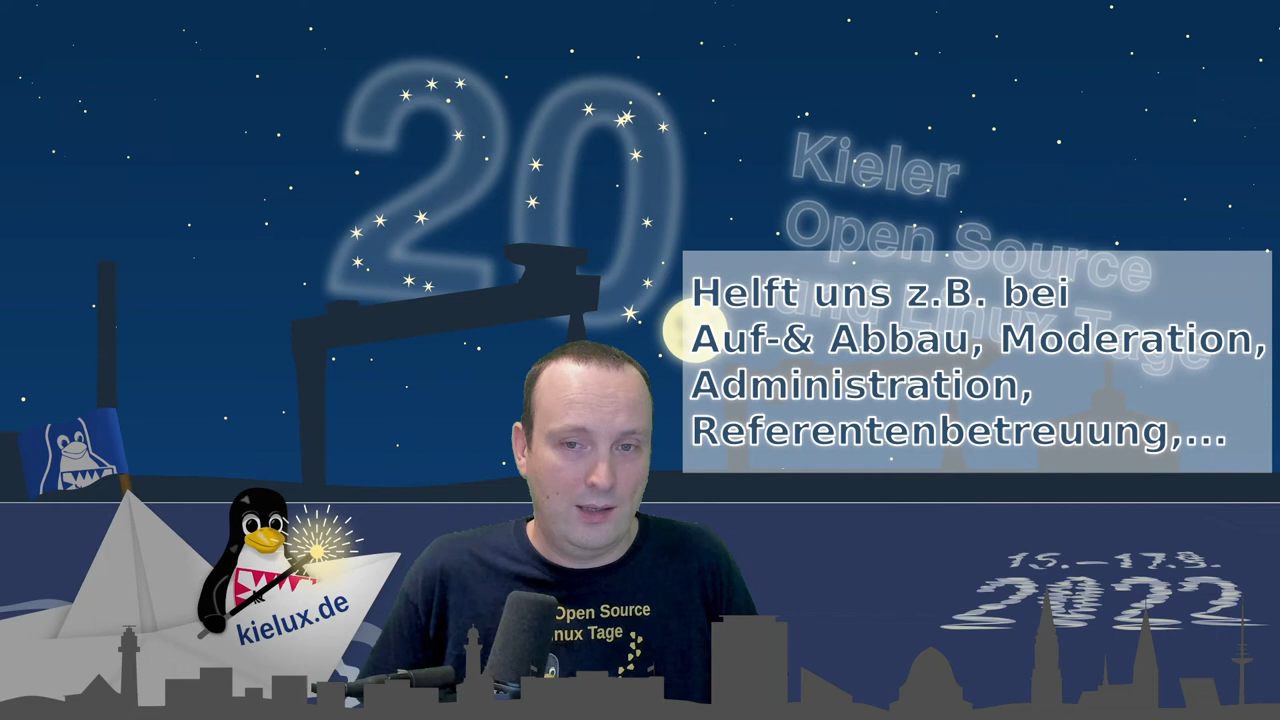 20
Kieler
Open Source
und Linux Tage
Helft uns z.B. bei
Auf-& Abbau, Moderation,
Administration,
Referentenbetreuung,...
kielux.de
Open Source
inux Tage
15.–17.9.
2022